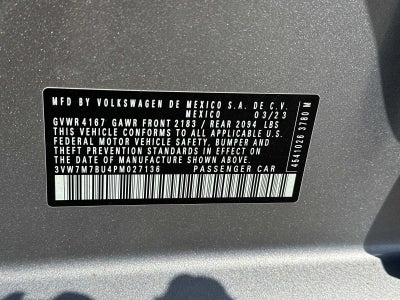 MFD BY VOLKSWAGEN DE MEXICO S.A. DE C.V.
MEXICO 03/23
GVWR 4167 GAWR FRONT 2183 / REAR 2094 LBS
THIS VEHICLE CONFORMS TO ALL APPLICABLE U.S.
FEDERAL MOTOR VEHICLE SAFETY, BUMPER AND
THEFT PREVENTION STANDARDS IN EFFECT ON
THE DATE OF MANUFACTURE SHOWN ABOVE
3VW7M7BU4PM027136 PASSENGER CAR
4541026 3780 M